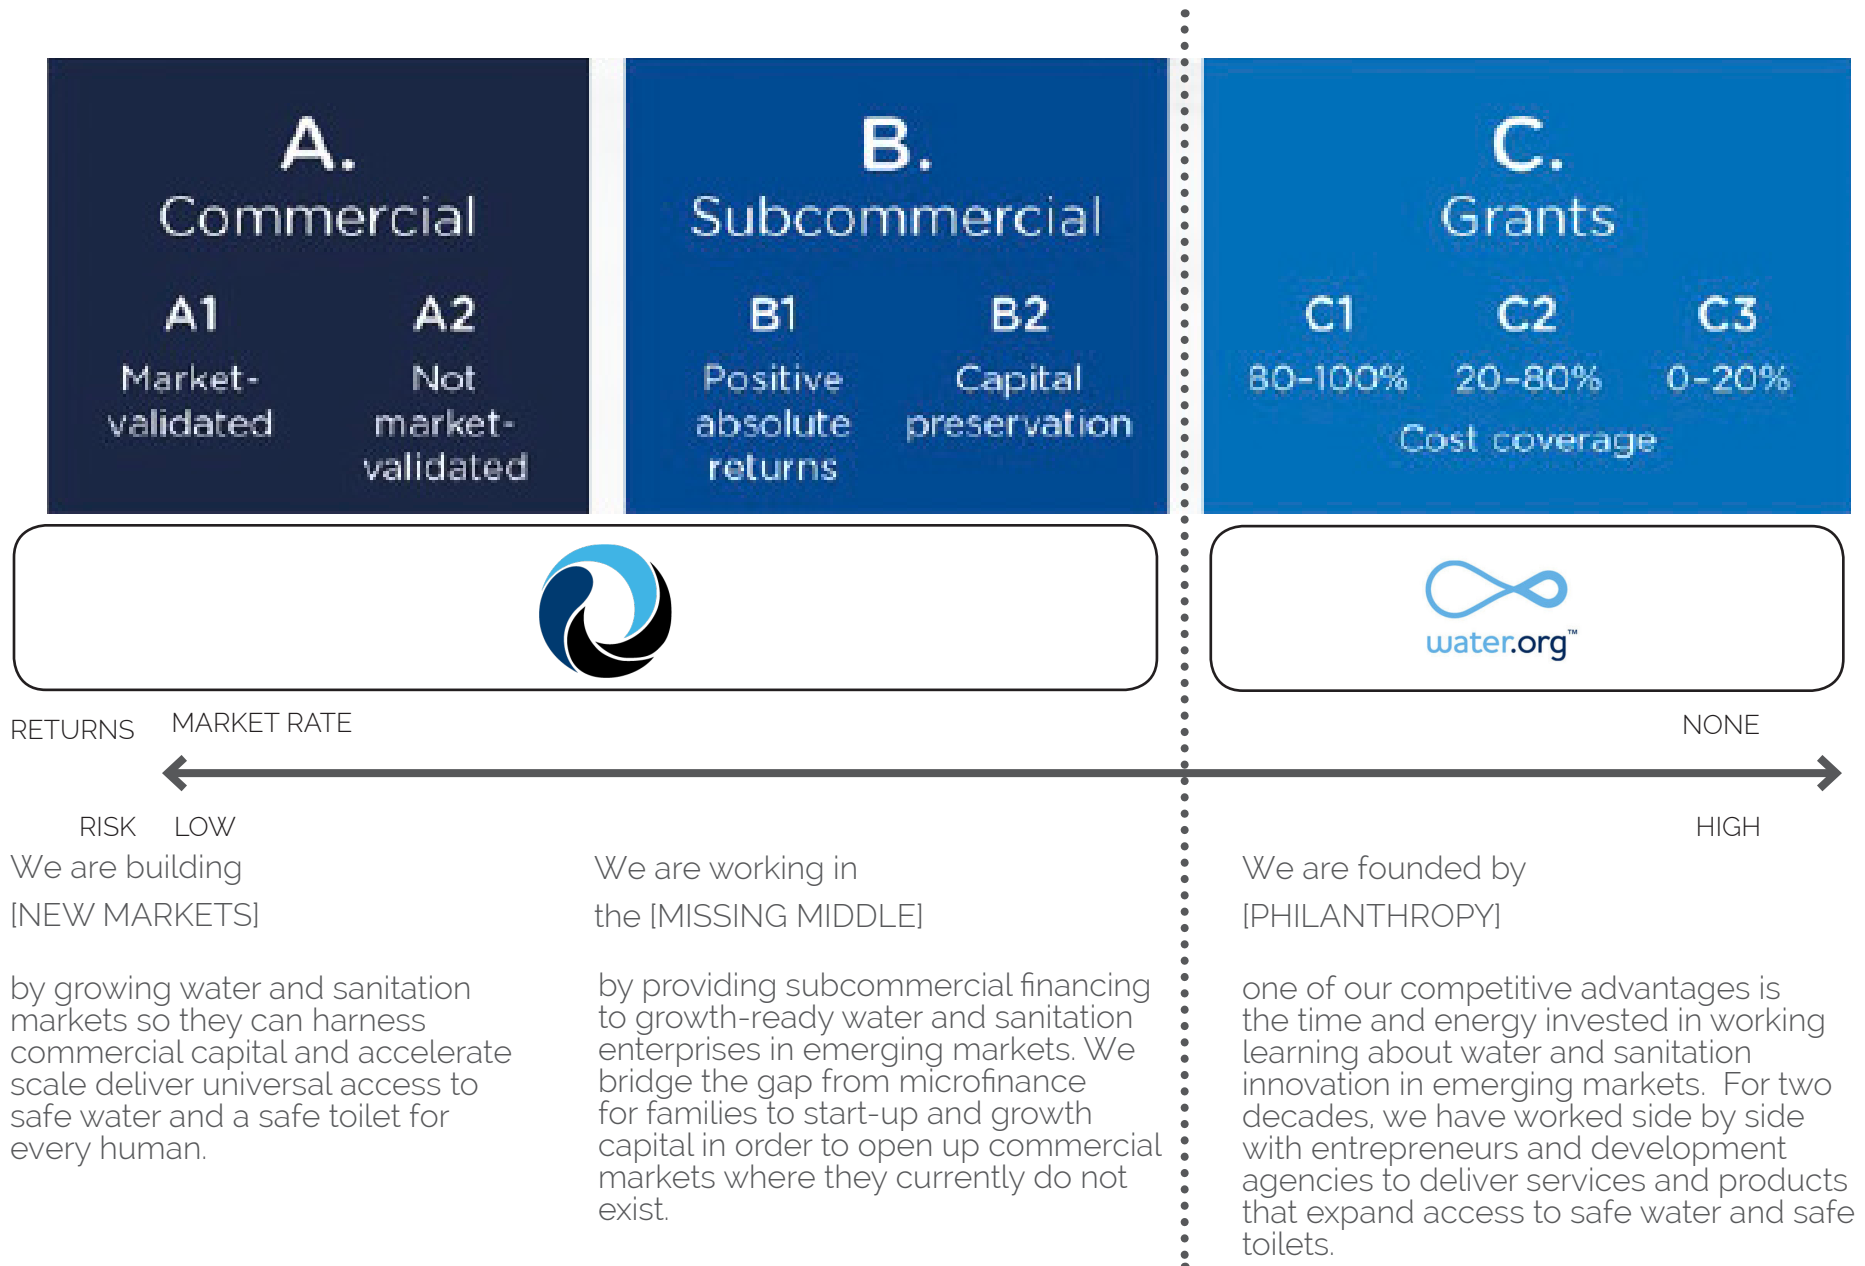 A.
Commercial
A1
Market-
validated
A2
Not
market-
validated
B.
Subcommercial
B1
Positive
absolute
returns
B2
Capital
preservation
C.
Grants
C1
80-100%
C2
20-80%
C3
0-20%
Cost coverage
water.org™
RETURNS
MARKET RATE
NONE
RISK
LOW
HIGH
We are building
[NEW MARKETS]
by growing water and sanitation
markets so they can harness
commercial capital and accelerate
scale deliver universal access to
safe water and a safe toilet for
every human.
We are working in
the [MISSING MIDDLE]
by providing subcommercial financing
to growth-ready water and sanitation
enterprises in emerging markets. We
bridge the gap from microfinance
for families to start-up and growth
capital in order to open up commercial
markets where they currently do not
exist.
We are founded by
[PHILANTHROPY]
one of our competitive advantages is
the time and energy invested in working
learning about water and sanitation
innovation in emerging markets.  For two
decades, we have worked side by side
with entrepreneurs and development
agencies to deliver services and products
that expand access to safe water and safe
toilets.